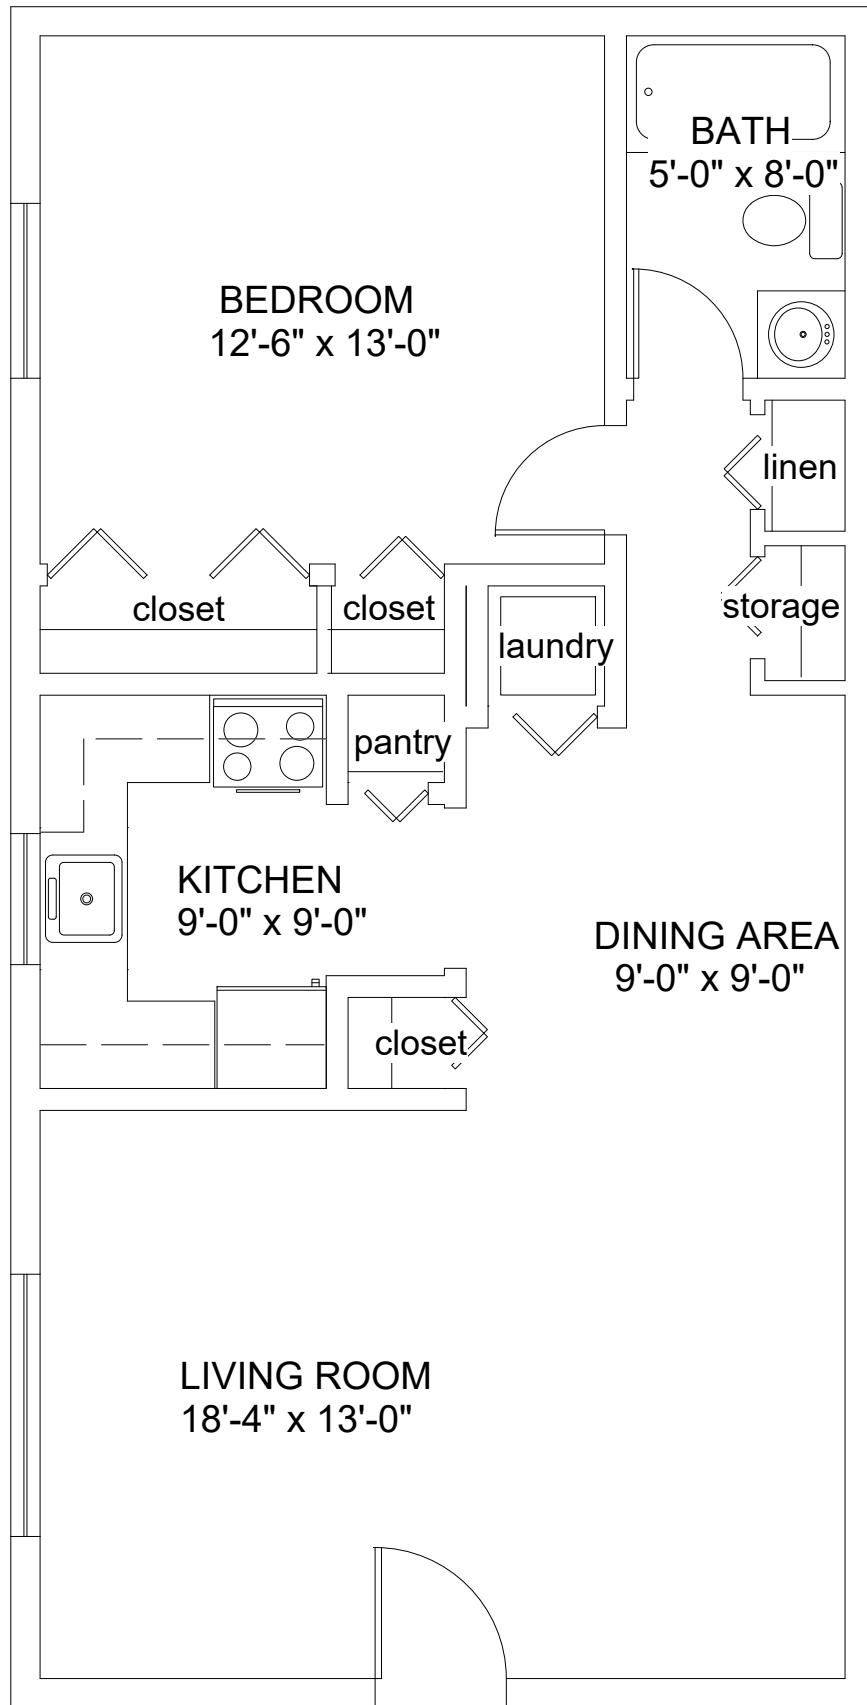 BATH
5'-0" x 8'-0"
BEDROOM
12'-6" x 13'-0"
linen
closet
closet
storage
laundry
pantry
KITCHEN
9'-0" x 9'-0"
DINING AREA
9'-0" x 9'-0"
closet
LIVING ROOM
18'-4" x 13'-0"